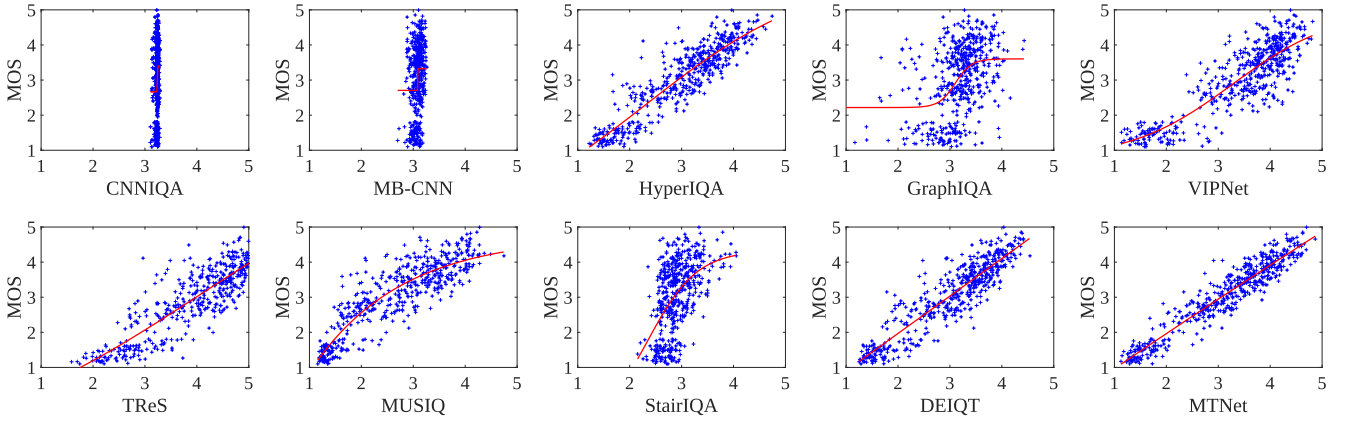 5 5 5 5 5
4 4 4 4 4
MOS MOS MOS MOS MOS
3 3 3 3 3
2 2 2 2 2
1 1 1 1 1
1 2 3 4 5 1 2 3 4 5 1 2 3 4 5 1 2 3 4 5 1 2 3 4 5
CNNIQA MB-CNN HyperIQA GraphIQA VIPNet
5 5 5 5 5
4 4 4 4 4
MOS MOS MOS MOS MOS
3 3 3 3 3
2 2 2 2 2
1 1 1 1 1
1 2 3 4 5 1 2 3 4 5 1 2 3 4 5 1 2 3 4 5 1 2 3 4 5
TReS MUSIQ StairIQA DEIQT MTNet